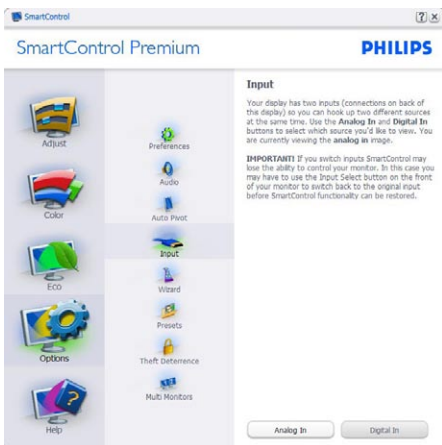 SmartControl
SmartControl Premium
PHILIPS
Adjust
Color
Eco
Options
Help
Preferences
Audio
Auto Pivot
Input
Wizard
Presets
Theft Deterrence
Multi Monitors
Input
Your display has two inputs (connections on back of
the display) so you can hook up two different sources
at the same time. Use the Analog In and Digital In
buttons to select which source you'd like to view. You
are currently viewing the analog in image.
IMPORTANT! If you switch inputs SmartControl may
lose the ability to control your monitor. In this case you
may have to use the Input Select button on the front
of your monitor to switch back to the original input
before SmartControl functionality can be restored.
Analog In
Digital In